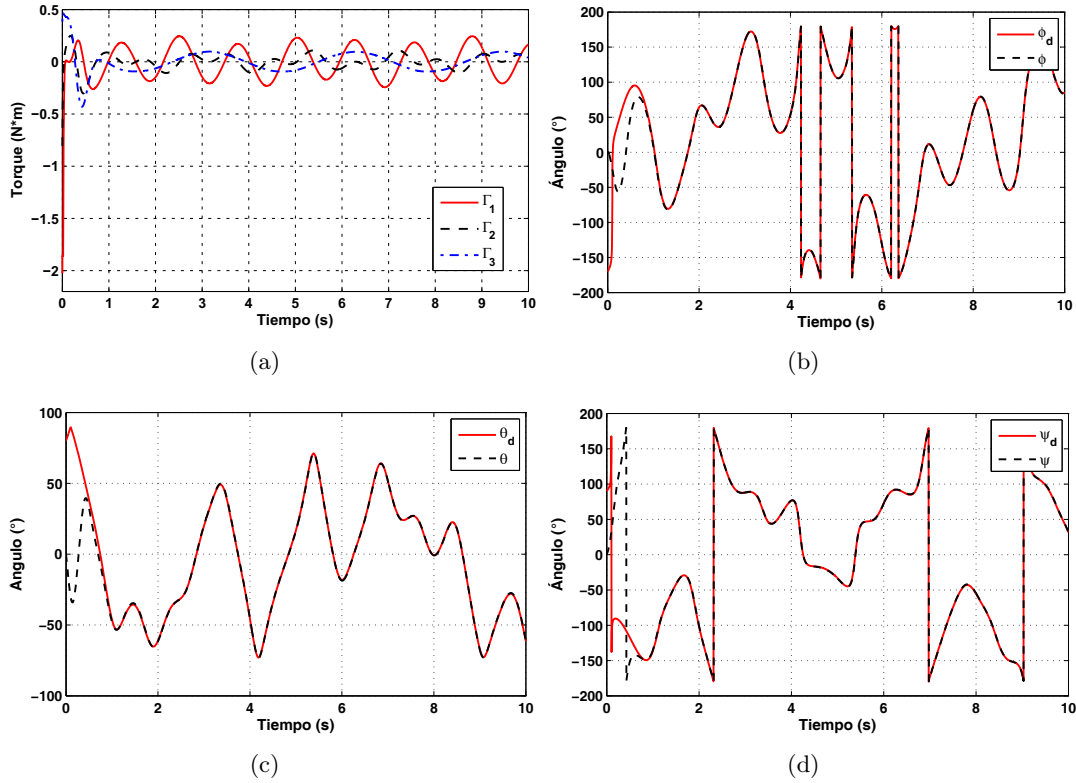 0.5
0
−0.5
−1
−1.5
−2
Torque (N*m)
Γ1
Γ2
Γ3
0 1 2 3 4 5 6 7 8 9 10
Tiempo (s)
(a)
200
150
100
50
0
−50
−100
−150
−200
Ángulo (°)
ϕd
ϕ
0 2 4 6 8 10
Tiempo (s)
(b)
100
50
0
−50
−100
Angulo (°)
θd
θ
0 2 4 6 8 10
Tiempo (s)
(c)
200
150
100
50
0
−50
−100
−150
−200
Ángulo (°)
ψd
ψ
0 2 4 6 8 10
Tiempo (s)
(d)